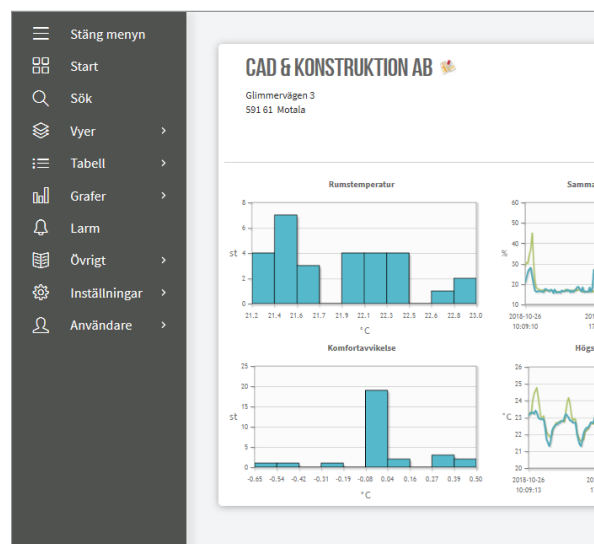 Stäng menyn
Start
Sök
Vyer
Tabell
Grafer
Larm
Övrigt
Inställningar
Användare
CAD & KONSTRUKTION AB
Glimmervägen 3
591 61 Motala
Rumstemperatur
8
6
st 4
2
0
21.2 21.4 21.6 21.7 21.9 22.1 22.3 22.5 22.6 22.8 23.0
°C
Samma
60
50
40
30
20
10
2018-10-26 201
10:09:10 17
Komfortavvikelse
25
20
st 15
10
5
0
-0.65 -0.54 -0.42 -0.31 -0.19 -0.08 0.04 0.16 0.27 0.39 0.50
°C
Högs
26
25
24
°C 23
22
21
20
2018-10-26 20
10:09:13 1